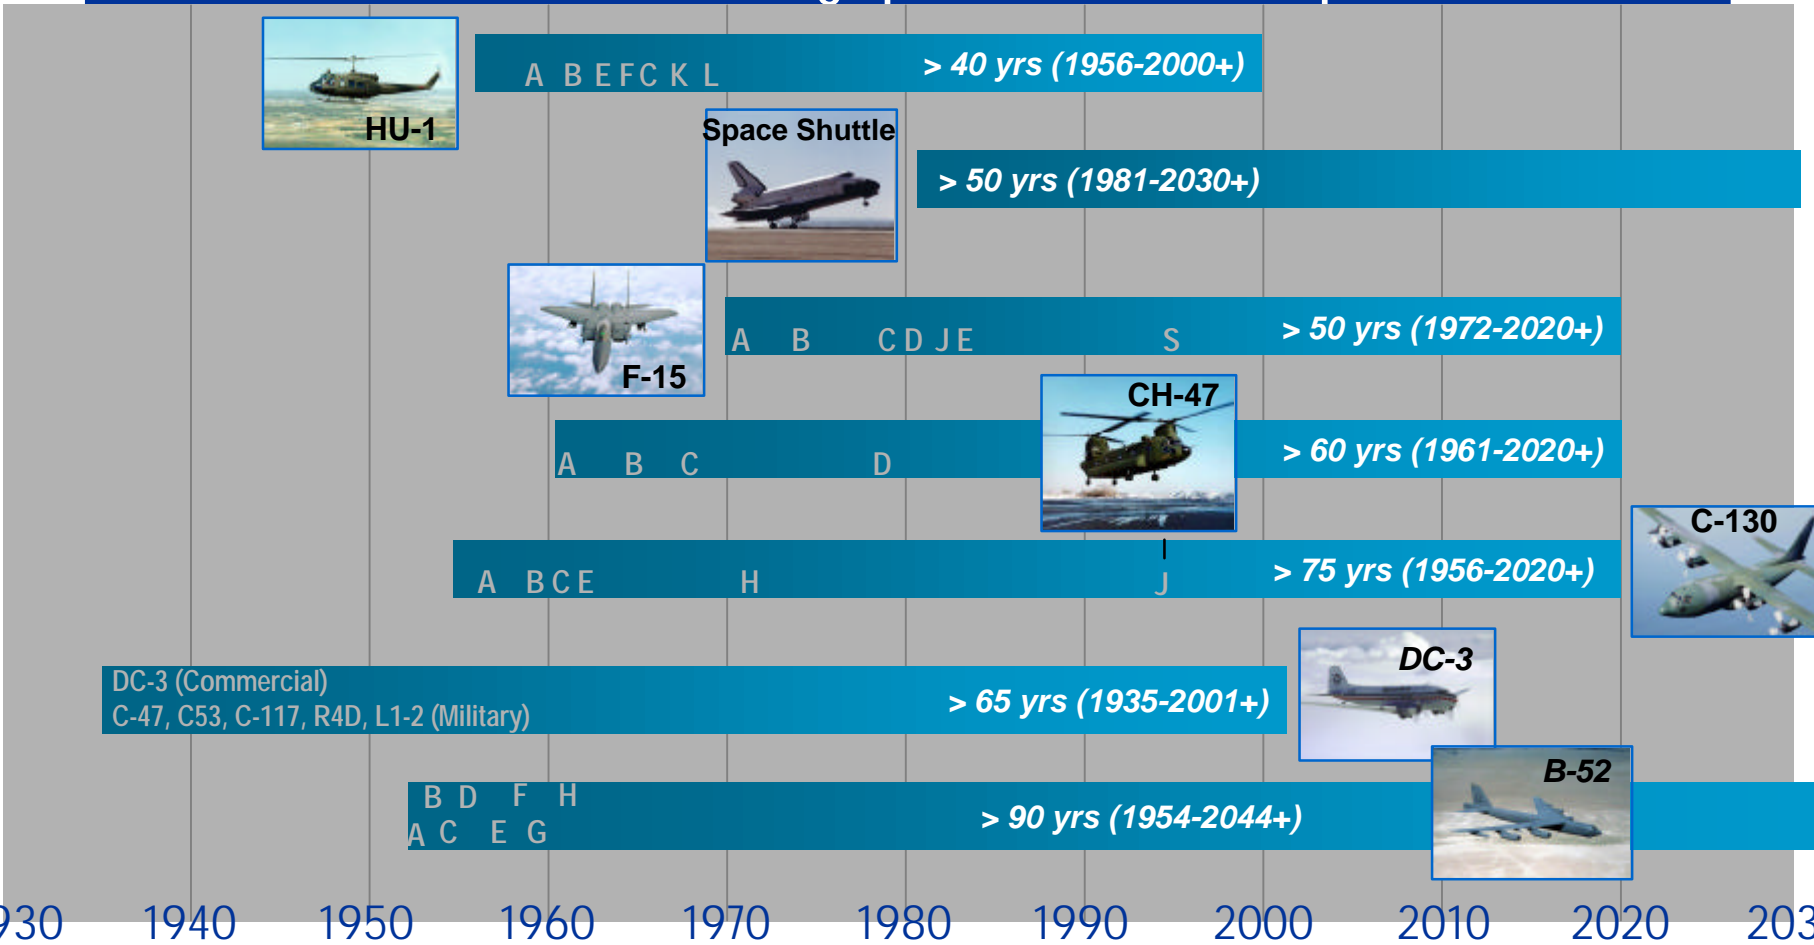 HU-1
A B E F C K L
> 40 yrs (1956-2000+)
Space Shuttle
> 50 yrs (1981-2030+)
F-15
A B C D J E S
> 50 yrs (1972-2020+)
CH-47
A B C D
> 60 yrs (1961-2020+)
C-130
A B C E H J
> 75 yrs (1956-2020+)
DC-3 (Commercial)
C-47, C53, C-117, R4D, L1-2 (Military)
> 65 yrs (1935-2001+)
DC-3
B-52
B D F H
A C E G
> 90 yrs (1954-2044+)
930 1940 1950 1960 1970 1980 1990 2000 2010 2020 203